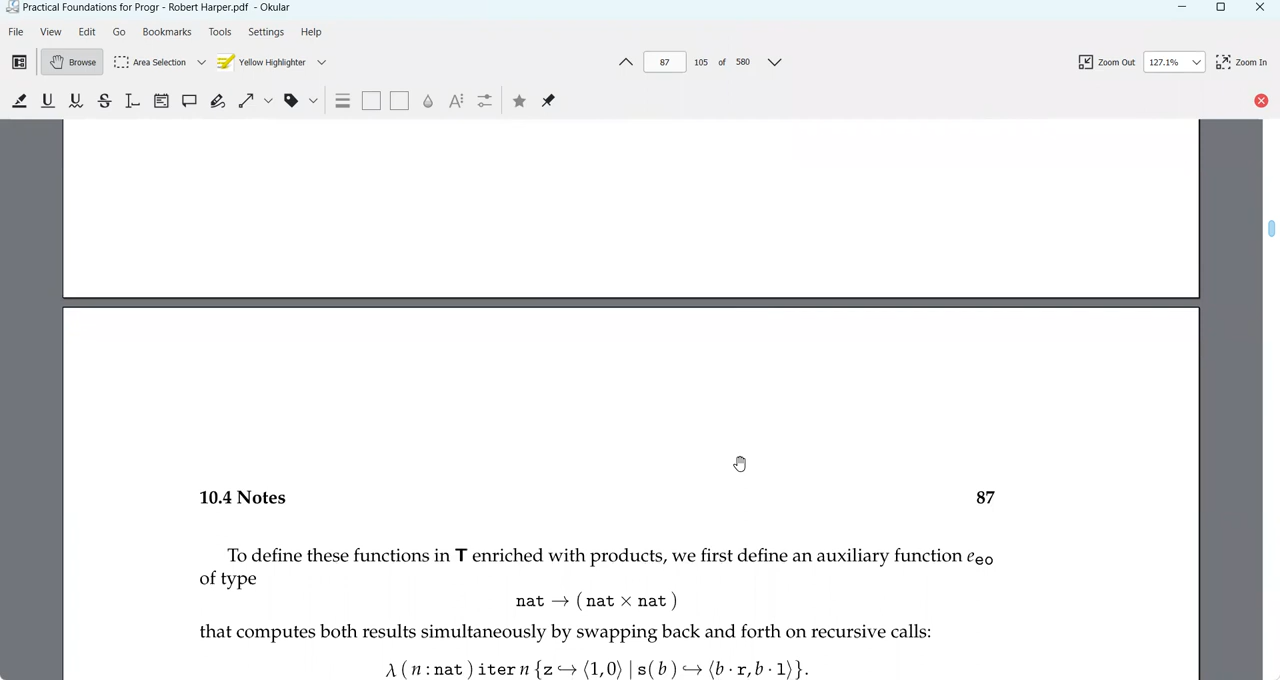 Practical Foundations for Progr - Robert Harper.pdf - Okular
File View Edit Go Bookmarks Tools Settings Help
Browse Area Selection Yellow Highlighter 87 105 of 580 Zoom Out 127.1% Zoom In
10.4 Notes 87
To define these functions in T enriched with products, we first define an auxiliary function eeo
of type
nat → ( nat × nat )
that computes both results simultaneously by swapping back and forth on recursive calls:
λ ( n : nat ) iter n {z ↪ ⟨1, 0⟩ | s( b ) ↪ ⟨b · r, b · l⟩}.